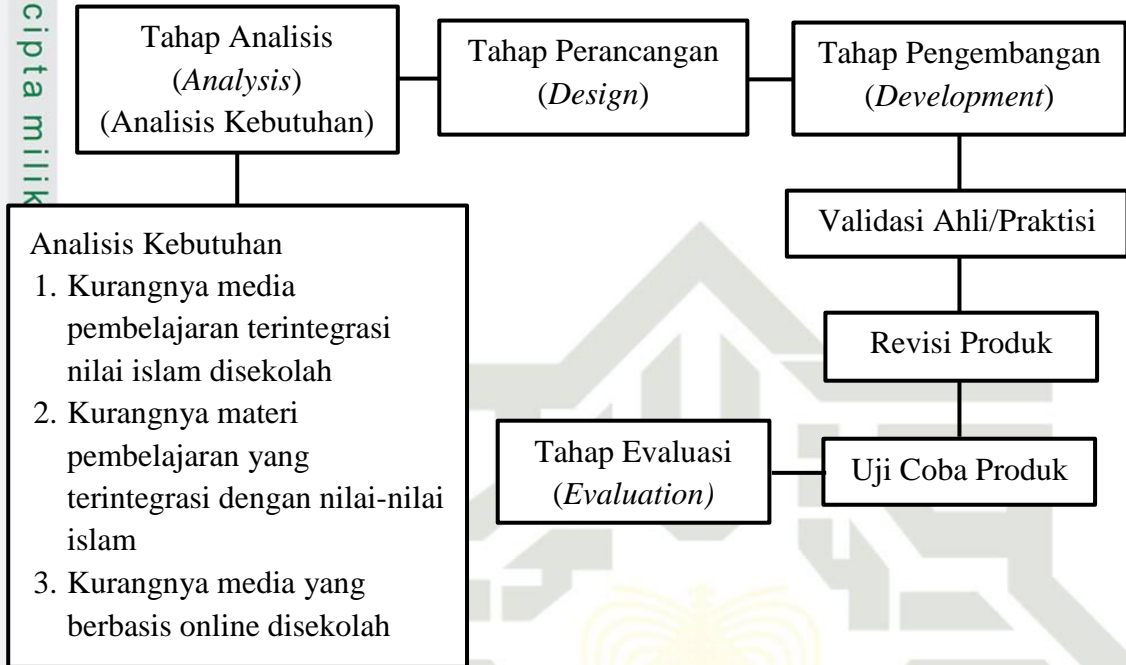 cipta milik
Tahap Analisis
(Analysis)
(Analisis Kebutuhan)
Tahap Perancangan
(Design)
Tahap Pengembangan
(Development)
Validasi Ahli/Praktisi
Revisi Produk
Uji Coba Produk
Tahap Evaluasi
(Evaluation)
Analisis Kebutuhan
1. Kurangnya media
pembelajaran terintegrasi
nilai islam disekolah
2. Kurangnya materi
pembelajaran yang
terintegrasi dengan nilai-nilai
islam
3. Kurangnya media yang
berbasis online disekolah